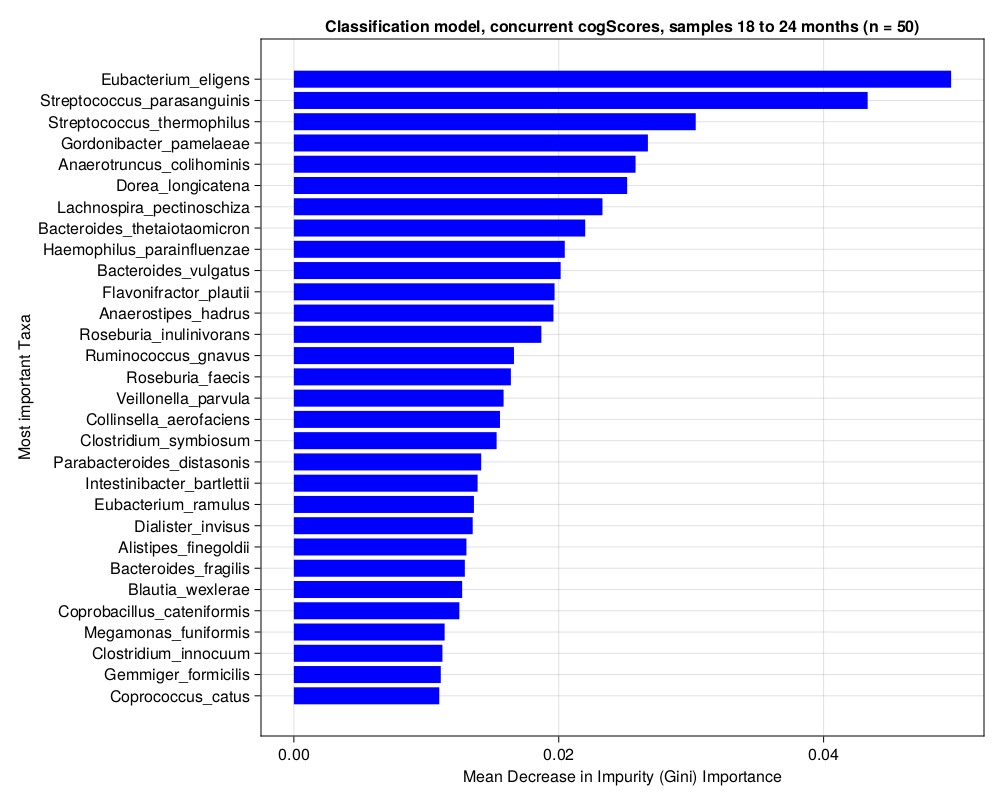 Classification model, concurrent cogScores, samples 18 to 24 months (n = 50)
Most important Taxa
Eubacterium_eligens
Streptococcus_parasanguinis
Streptococcus_thermophilus
Gordonibacter_pamelaeae
Anaerotruncus_colihominis
Dorea_longicatena
Lachnospira_pectinoschiza
Bacteroides_thetaiotaomicron
Haemophilus_parainfluenzae
Bacteroides_vulgatus
Flavonifractor_plautii
Anaerostipes_hadrus
Roseburia_inulinivorans
Ruminococcus_gnavus
Roseburia_faecis
Veillonella_parvula
Collinsella_aerofaciens
Clostridium_symbiosum
Parabacteroides_distasonis
Intestinibacter_bartlettii
Eubacterium_ramulus
Dialister_invisus
Alistipes_finegoldii
Bacteroides_fragilis
Blautia_wexlerae
Coprobacillus_cateniformis
Megamonas_funiformis
Clostridium_innocuum
Gemmiger_formicilis
Coprococcus_catus
0.00 0.02 0.04
Mean Decrease in Impurity (Gini) Importance